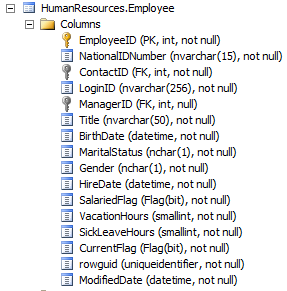 HumanResources.Employee
Columns
EmployeeID (PK, int, not null)
NationalIDNumber (nvarchar(15), not null)
ContactID (FK, int, not null)
LoginID (nvarchar(256), not null)
ManagerID (FK, int, null)
Title (nvarchar(50), not null)
BirthDate (datetime, not null)
MaritalStatus (nchar(1), not null)
Gender (nchar(1), not null)
HireDate (datetime, not null)
SalariedFlag (Flag(bit), not null)
VacationHours (smallint, not null)
SickLeaveHours (smallint, not null)
CurrentFlag (Flag(bit), not null)
rowguid (uniqueidentifier, not null)
ModifiedDate (datetime, not null)